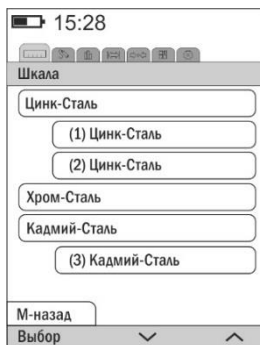 15:28
Шкала
Цинк-Сталь
(1) Цинк-Сталь
(2) Цинк-Сталь
Хром-Сталь
Кадмий-Сталь
(3) Кадмий-Сталь
М-назад
Выбор